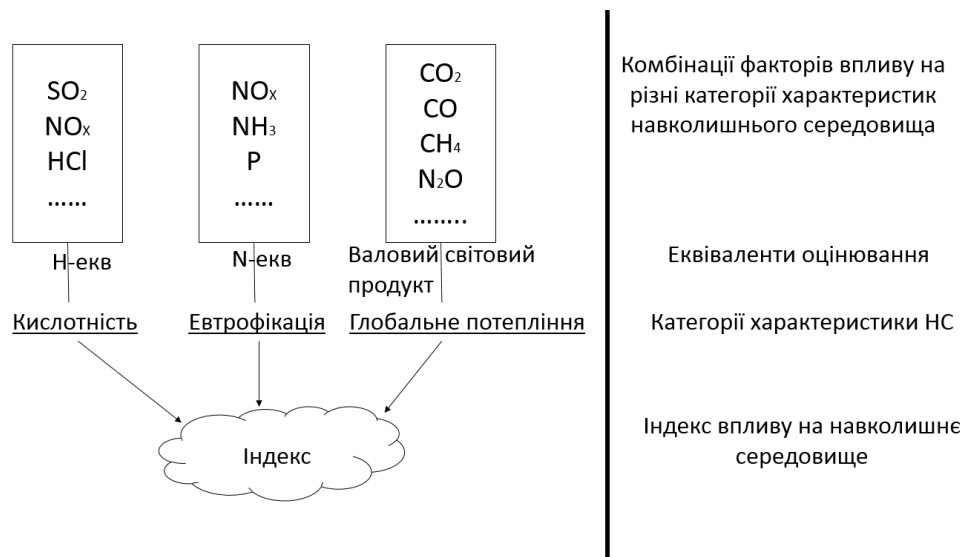 SO₂
NOₓ
HCl
......
NOₓ
NH₃
P
......
CO₂
CO
CH₄
N₂O
........
Н-екв
N-екв
Валовий світовий
продукт
Кислотність
Евтрофікація
Глобальне потепління
Індекс
Комбінації факторів впливу на
різні категорії характеристик
навколишнього середовища
Еквіваленти оцінювання
Категорії характеристики НС
Індекс впливу на навколишнє
середовище